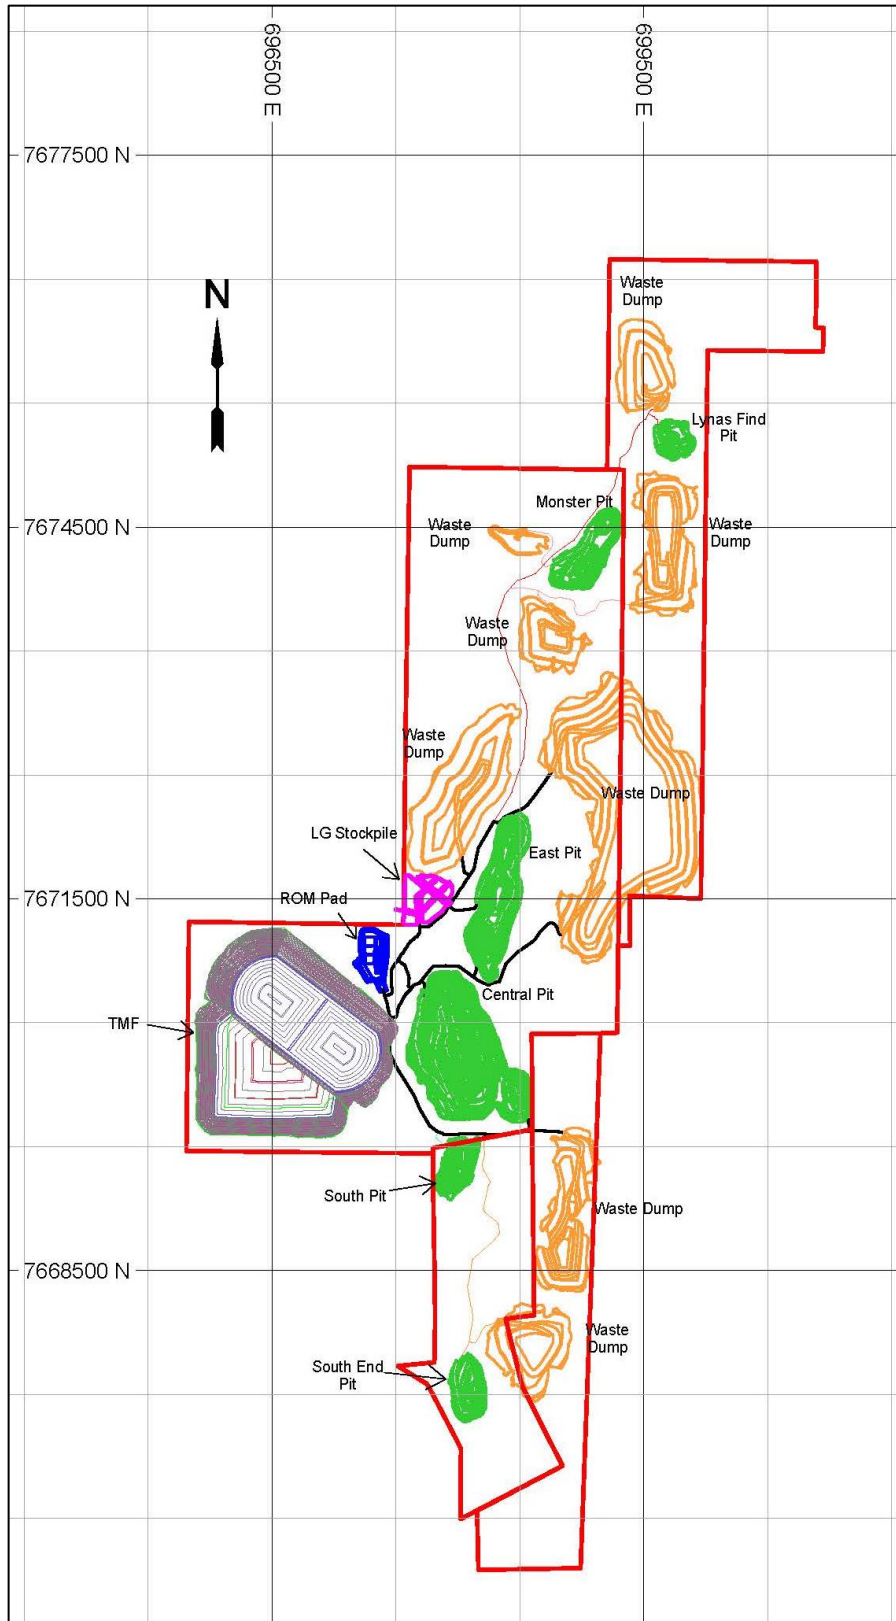 696500 E
699500 E
7677500 N
N
Waste
Dump
Lynas Find
Pit
Monster Pit
7674500 N
Waste
Dump
Waste
Dump
Waste
Dump
Waste
Dump
Waste Dump
LG Stockpile
East Pit
ROM Pad
7671500 N
Central Pit
TMF
South Pit
Waste Dump
7668500 N
Waste
Dump
South End
Pit